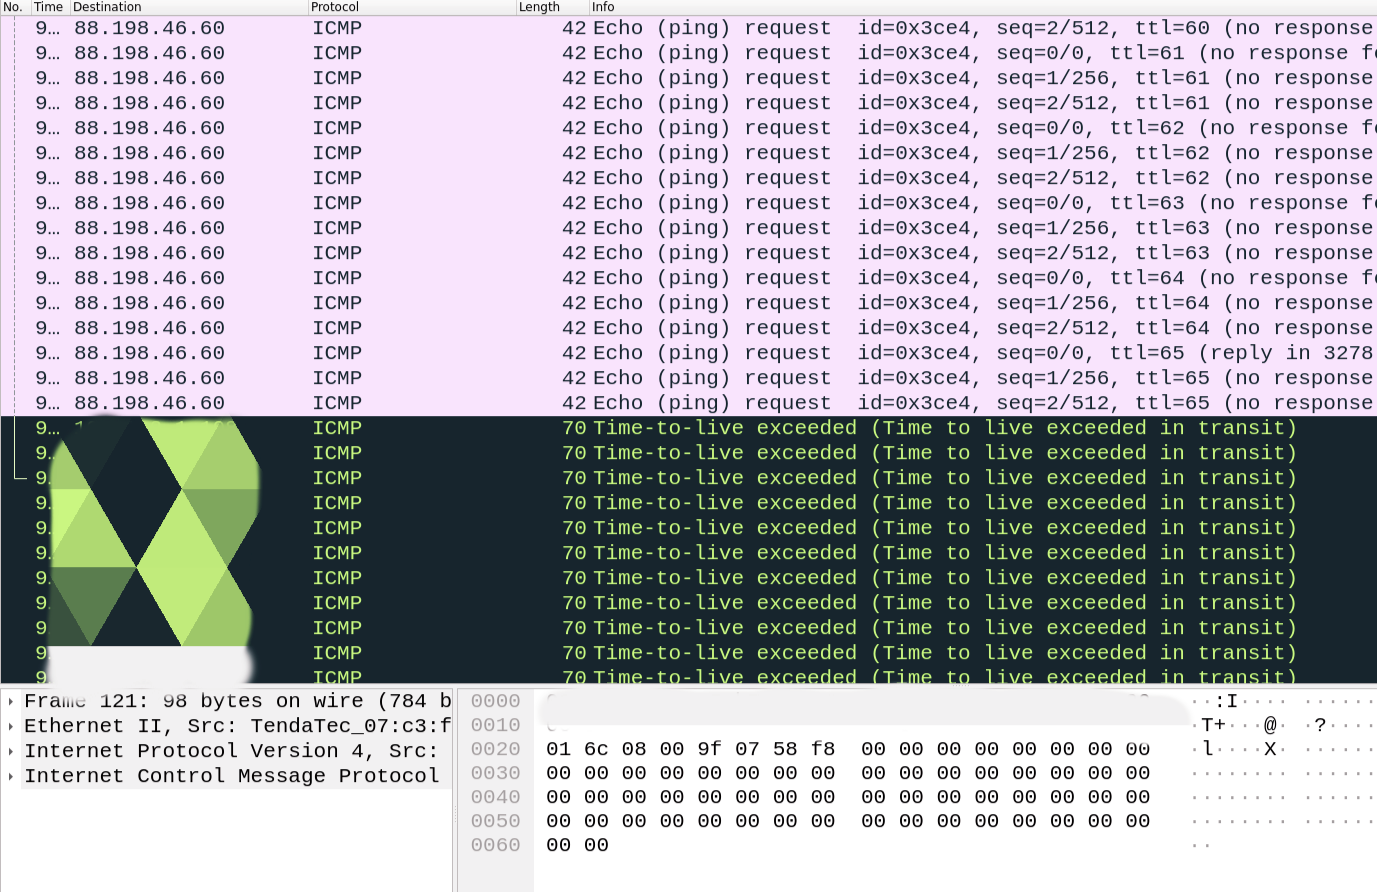 No. Time Destination Protocol Length Info
9… 88.198.46.60 ICMP 42 Echo (ping) request id=0x3ce4, seq=2/512, ttl=60 (no response
9… 88.198.46.60 ICMP 42 Echo (ping) request id=0x3ce4, seq=0/0, ttl=61 (no response f
9… 88.198.46.60 ICMP 42 Echo (ping) request id=0x3ce4, seq=1/256, ttl=61 (no response
9… 88.198.46.60 ICMP 42 Echo (ping) request id=0x3ce4, seq=2/512, ttl=61 (no response
9… 88.198.46.60 ICMP 42 Echo (ping) request id=0x3ce4, seq=0/0, ttl=62 (no response f
9… 88.198.46.60 ICMP 42 Echo (ping) request id=0x3ce4, seq=1/256, ttl=62 (no response
9… 88.198.46.60 ICMP 42 Echo (ping) request id=0x3ce4, seq=2/512, ttl=62 (no response
9… 88.198.46.60 ICMP 42 Echo (ping) request id=0x3ce4, seq=0/0, ttl=63 (no response f
9… 88.198.46.60 ICMP 42 Echo (ping) request id=0x3ce4, seq=1/256, ttl=63 (no response
9… 88.198.46.60 ICMP 42 Echo (ping) request id=0x3ce4, seq=2/512, ttl=63 (no response
9… 88.198.46.60 ICMP 42 Echo (ping) request id=0x3ce4, seq=0/0, ttl=64 (no response f
9… 88.198.46.60 ICMP 42 Echo (ping) request id=0x3ce4, seq=1/256, ttl=64 (no response
9… 88.198.46.60 ICMP 42 Echo (ping) request id=0x3ce4, seq=2/512, ttl=64 (no response
9… 88.198.46.60 ICMP 42 Echo (ping) request id=0x3ce4, seq=0/0, ttl=65 (reply in 3278
9… 88.198.46.60 ICMP 42 Echo (ping) request id=0x3ce4, seq=1/256, ttl=65 (no response
9… 88.198.46.60 ICMP 42 Echo (ping) request id=0x3ce4, seq=2/512, ttl=65 (no response
9… ICMP 70 Time-to-live exceeded (Time to live exceeded in transit)
9. ICMP 70 Time-to-live exceeded (Time to live exceeded in transit)
9. ICMP 70 Time-to-live exceeded (Time to live exceeded in transit)
9. ICMP 70 Time-to-live exceeded (Time to live exceeded in transit)
9. ICMP 70 Time-to-live exceeded (Time to live exceeded in transit)
9. ICMP 70 Time-to-live exceeded (Time to live exceeded in transit)
9. ICMP 70 Time-to-live exceeded (Time to live exceeded in transit)
9. ICMP 70 Time-to-live exceeded (Time to live exceeded in transit)
9. ICMP 70 Time-to-live exceeded (Time to live exceeded in transit)
9 ICMP 70 Time-to-live exceeded (Time to live exceeded in transit)
9 ICMP 70 Time-to-live exceeded (Time to live exceeded in transit)
Frame 121: 98 bytes on wire (784 b
Ethernet II, Src: TendaTec_07:c3:f
Internet Protocol Version 4, Src:
Internet Control Message Protocol
0000 ··:I···· ······
0010 T+···@·· ·?····
0020 01 6c 08 00 9f 07 58 f8 00 00 00 00 00 00 00 00 ·l····X· ······
0030 00 00 00 00 00 00 00 00 00 00 00 00 00 00 00 00 ········ ······
0040 00 00 00 00 00 00 00 00 00 00 00 00 00 00 00 00 ········ ······
0050 00 00 00 00 00 00 00 00 00 00 00 00 00 00 00 00 ········ ······
0060 00 00 ··